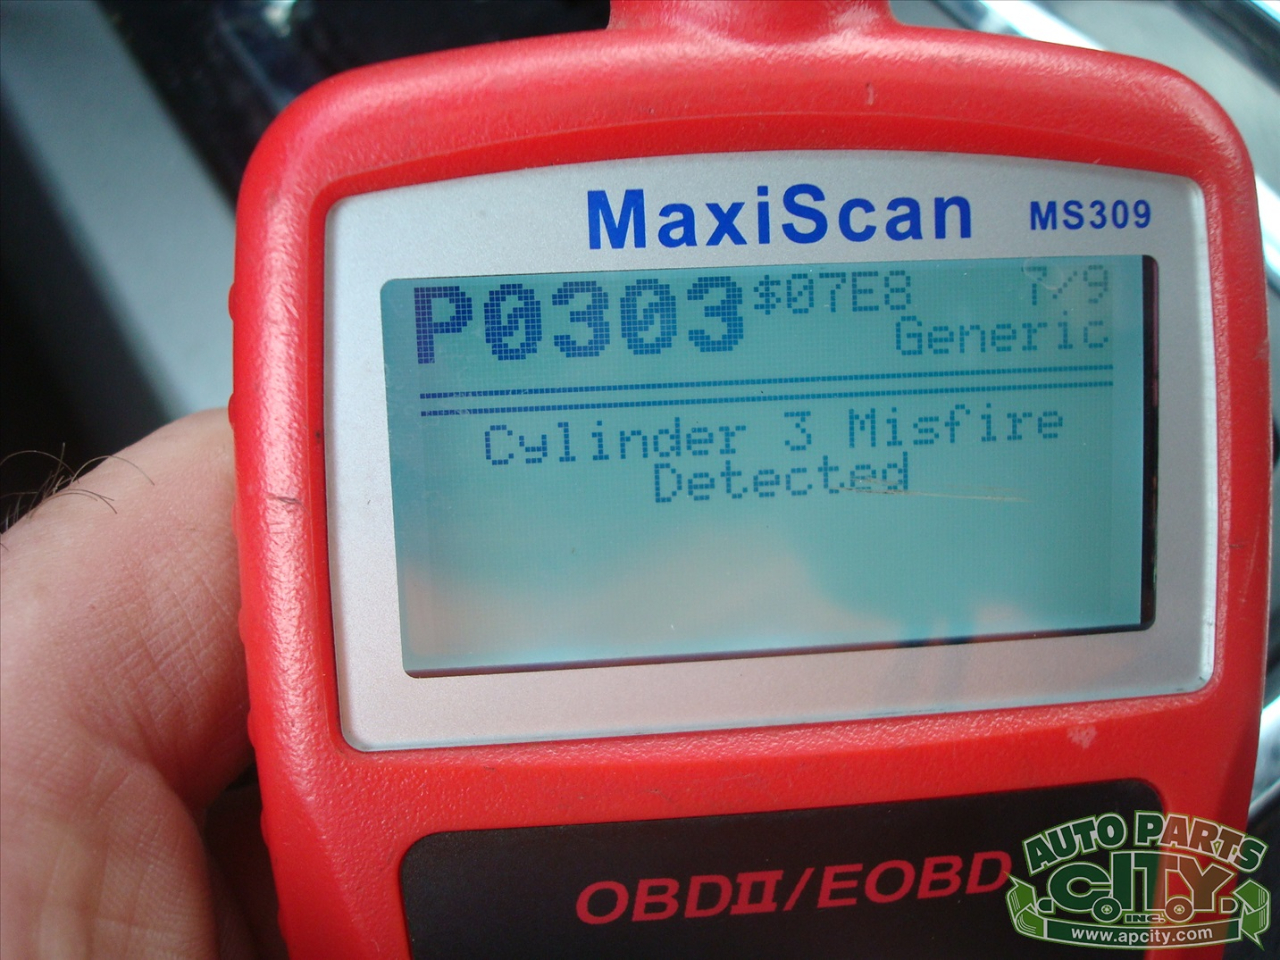 MaxiScan MS309
P0303 $07E8 7/9
Generic
Cylinder 3 Misfire
Detected
OBDII/EOBD
AUTO PARTS
C.I.T.Y.
INC.
www.apcity.com